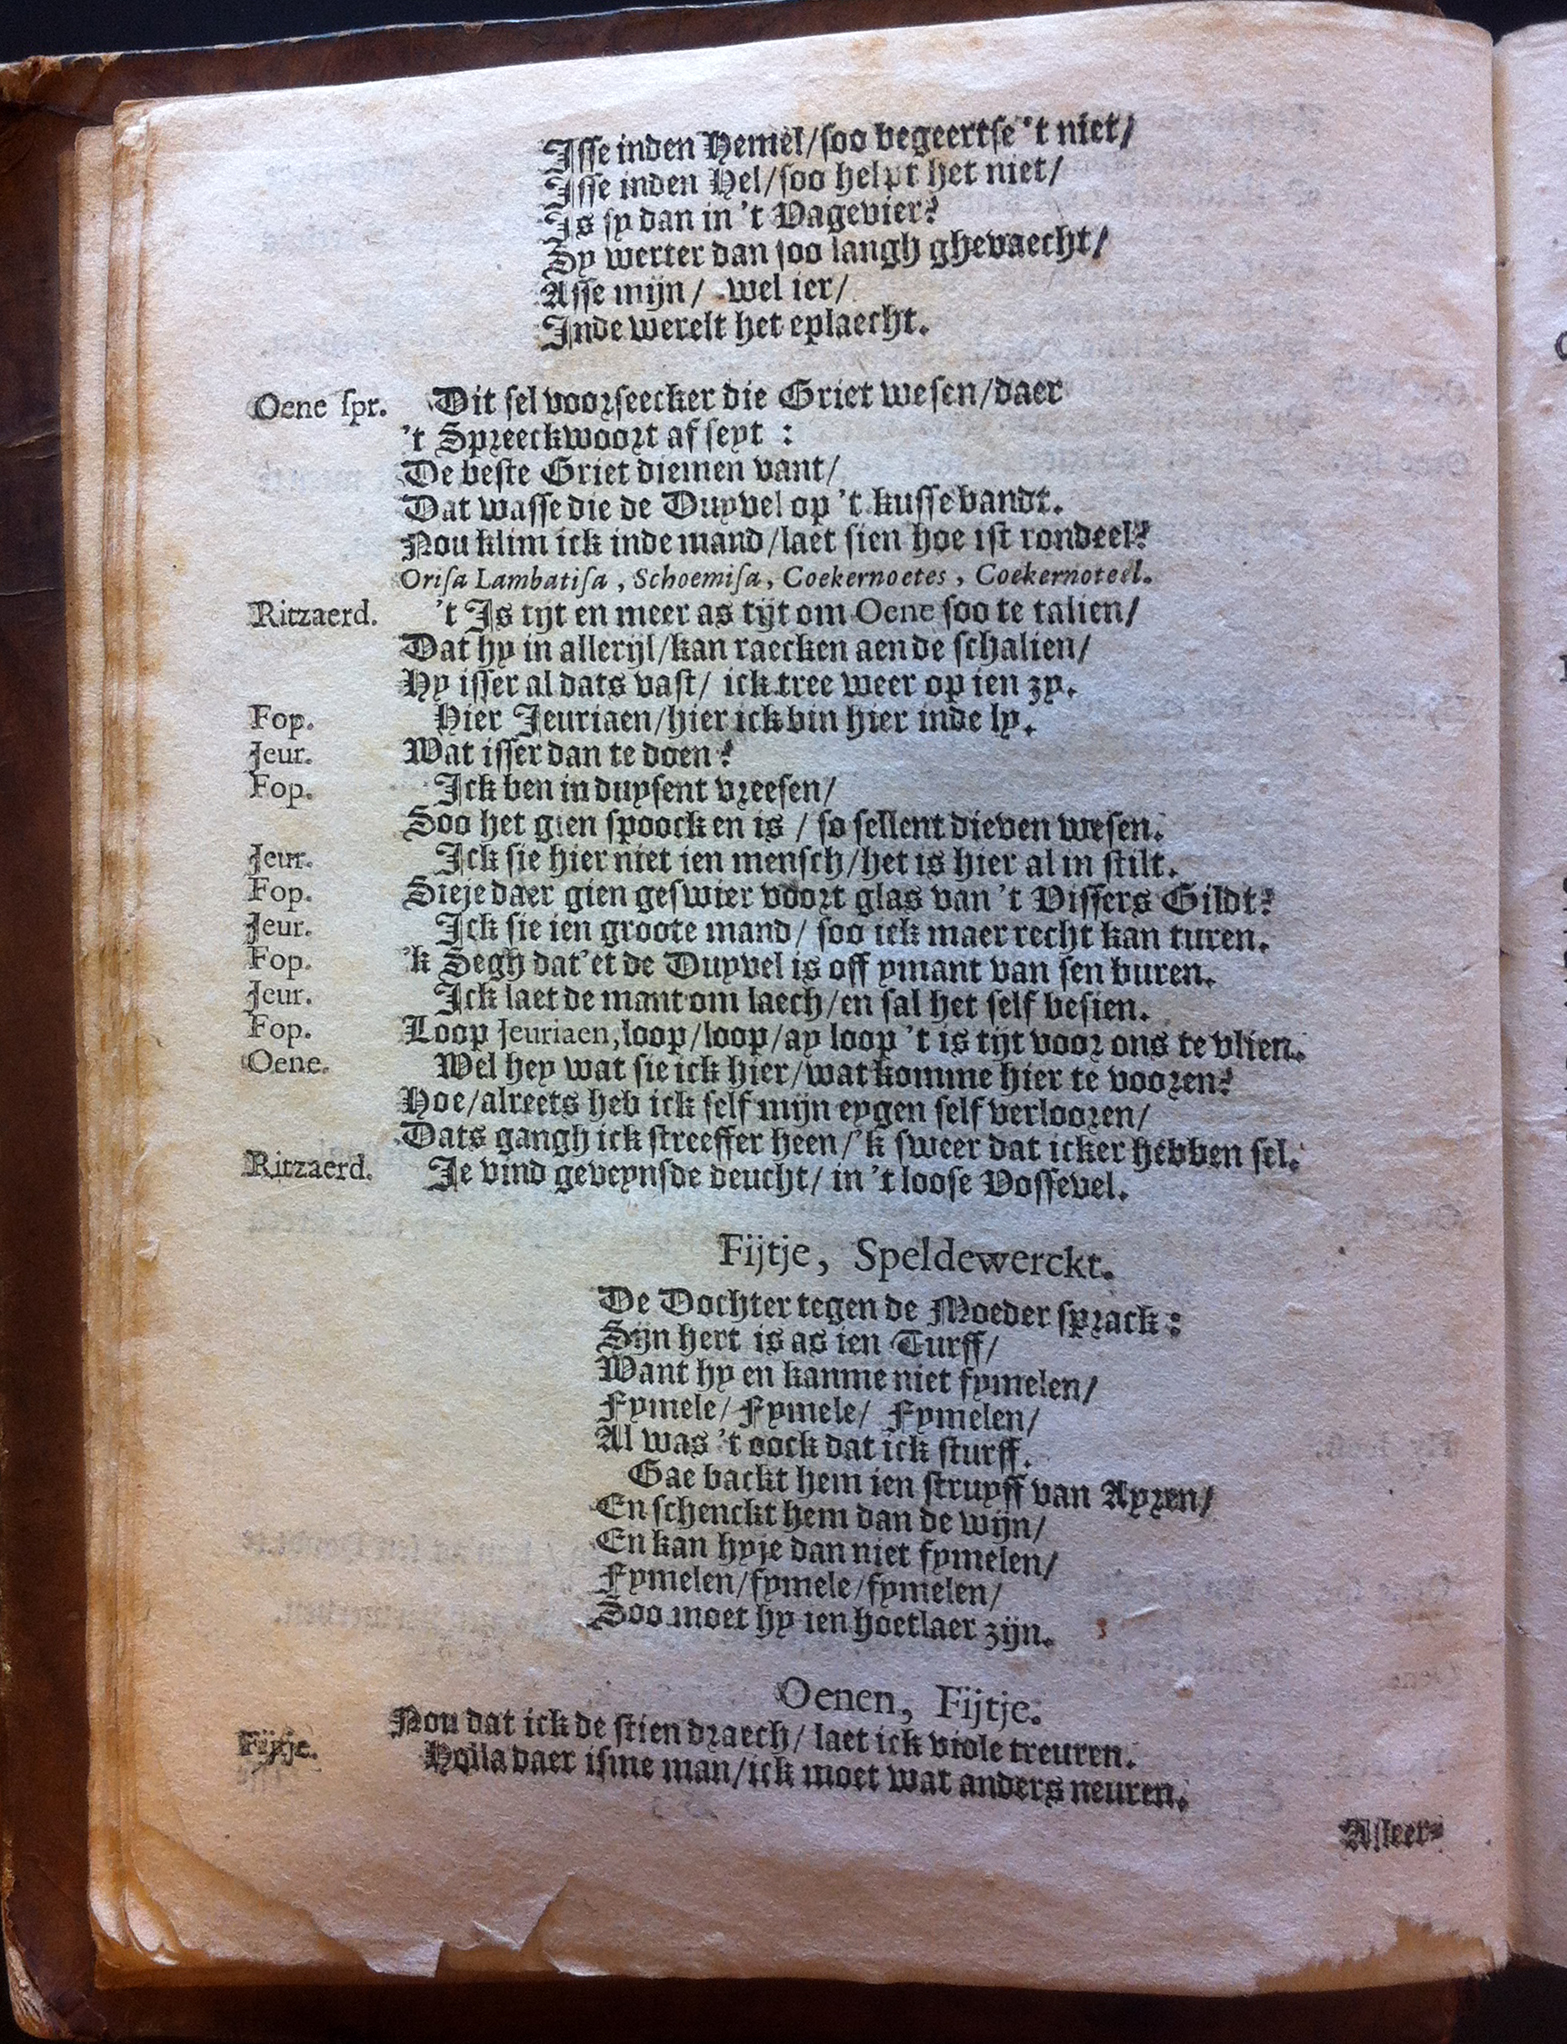 Isse inden Hemel/soo begeertse 't niet/
Isse inden Hel/soo helpt het niet/
Is sy dan in 't Vagevier?
Sy werter dan soo langh ghevaecht/
Asse mijn/ wel ier/
Inde werelt het eplaecht.
Oene spr. Dit sel voorseecker die Griet wesen/daer
't Spreeckwoort af seyt :
De beste Griet diemen vant/
Dat wasse die de Duyvel op 't kusse bandt.
Nou klim ick inde mand/laet sien hoe ist rondeel?
Orisa Lambatisa, Schoemisa, Coekernoetes, Coekernoteel.
Ritzaerd. 't Is tijt en meer as tijt om Oene soo te talien/
Dat hy in allerijl/kan raecken aen de schalien/
Hy isser al dats vast/ ick tree weer op ien zy.
Fop. Hier Jeuriaen/hier ick bin hier inde ly.
Jeur. Wat isser dan te doen?
Fop. Ick ben in duysent vreesen/
Soo het gien spoock en is / so sellent dieven wesen.
Jeur. Ick sie hier niet ien mensch/het is hier al in stilt.
Fop. Sieje daer gien geswier voort glas van 't Vissers Gildt?
Jeur. Ick sie ien groote mand/ soo ick maer recht kan turen.
Fop. 'k Segh dat'et de Duyvel is off ymant van sen buren.
Jeur. Ick laet de mant om laech/en sal het self besien.
Fop. Loop Jeuriaen, loop/loop/ay loop 't is tijt voor ons te vlien.
Oene. Wel hey wat sie ick hier/wat komme hier te vooren?
Hoe/alreets heb ick self mijn eygen self verlooren/
Dats gangh ick streeffer heen/'k sweer dat icker hebben sel.
Ritzaerd. Je vind geveynsde deucht/ in 't loose Vossevel.
Fijtje, Speldewerckt.
De Dochter tegen de Moeder sprack:
Sijn hert is as ien Turff/
Want hy en kanme niet fymelen/
Fymele/ Fymele/ Fymelen/
Al was 't oock dat ick sturff.
Gae backt hem ien struyff van Ayren/
En schenckt hem dan de wijn/
En kan hyje dan niet fymelen/
Fymelen/fymele/fymelen/
Soo moet hy ien hoetlaer zijn.
Oenen, Fijtje.
Nou dat ick de stien draech/ laet ick viole treuren.
Fijtje. Holla daer isme man/ick moet wat anders neuren.
Alleer-